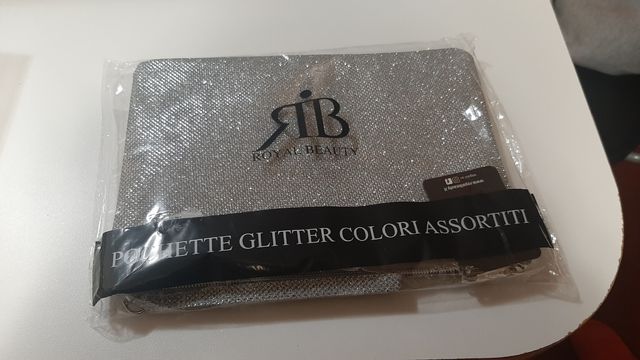 RB
ROYAL BEAUTY
POCHETTE GLITTER COLORI ASSORTITI